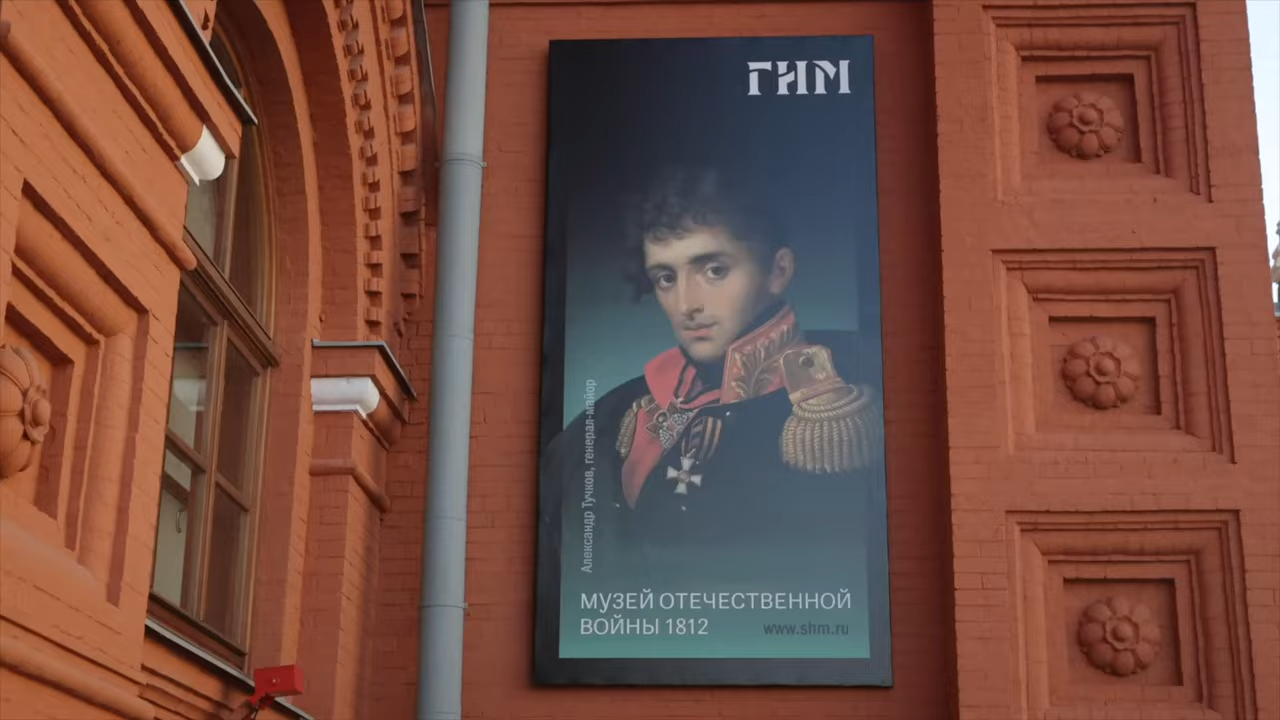 ГИМ
Александр Тучков, генерал-майор
МУЗЕЙ ОТЕЧЕСТВЕННОЙ
ВОЙНЫ 1812
www.shm.ru